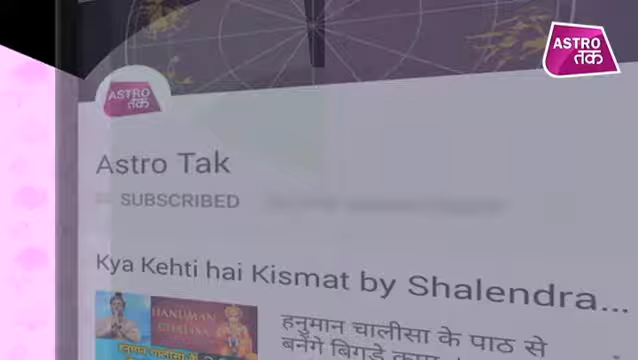 ASTRO
तक
ASTRO
तक
Astro Tak
SUBSCRIBED
Kya Kehti hai Kismat by Shalendra...
HANUMAN
CHALISA
हनुमान चालीसा के पाठ से
बनेंगे बिगड़े काम